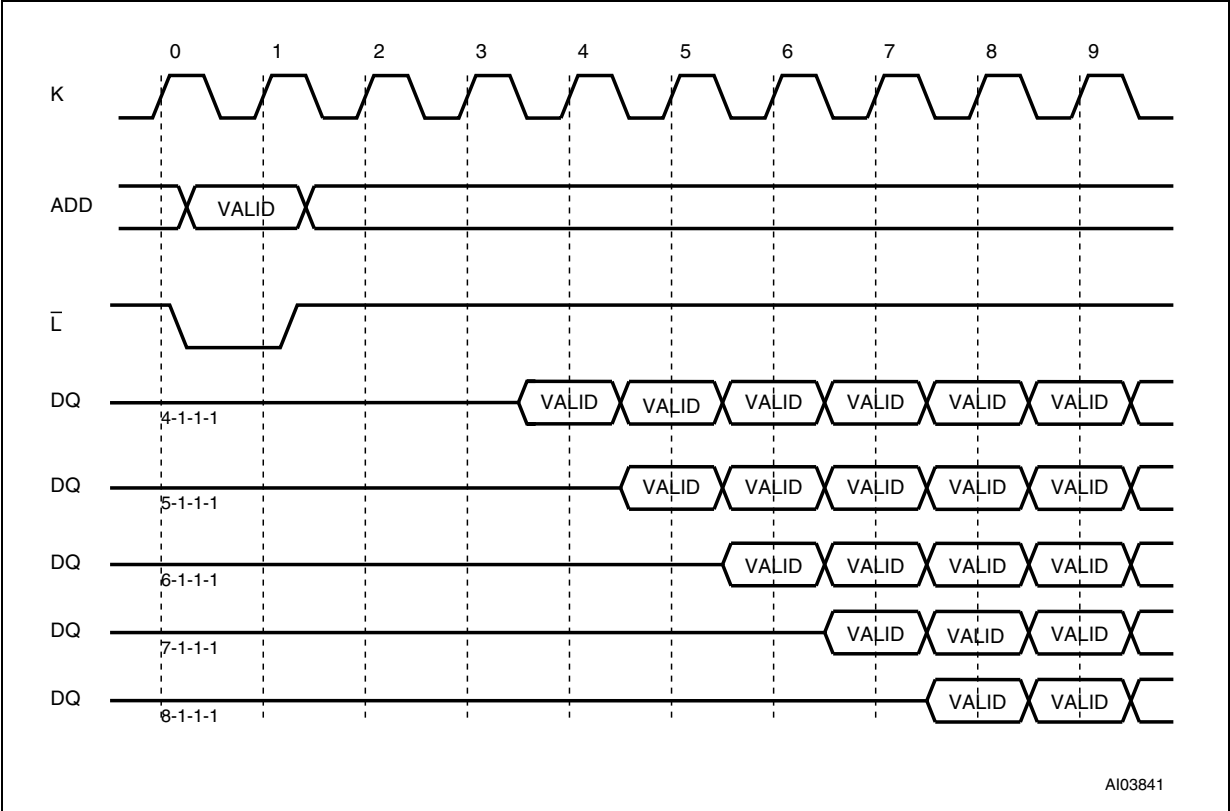 0 1 2 3 4 5 6 7 8 9
K
ADD VALID
L̅
DQ VALID VALID VALID VALID VALID VALID
4-1-1-1
DQ VALID VALID VALID VALID VALID
5-1-1-1
DQ VALID VALID VALID VALID
6-1-1-1
DQ VALID VALID VALID
7-1-1-1
DQ VALID VALID
8-1-1-1
AI03841